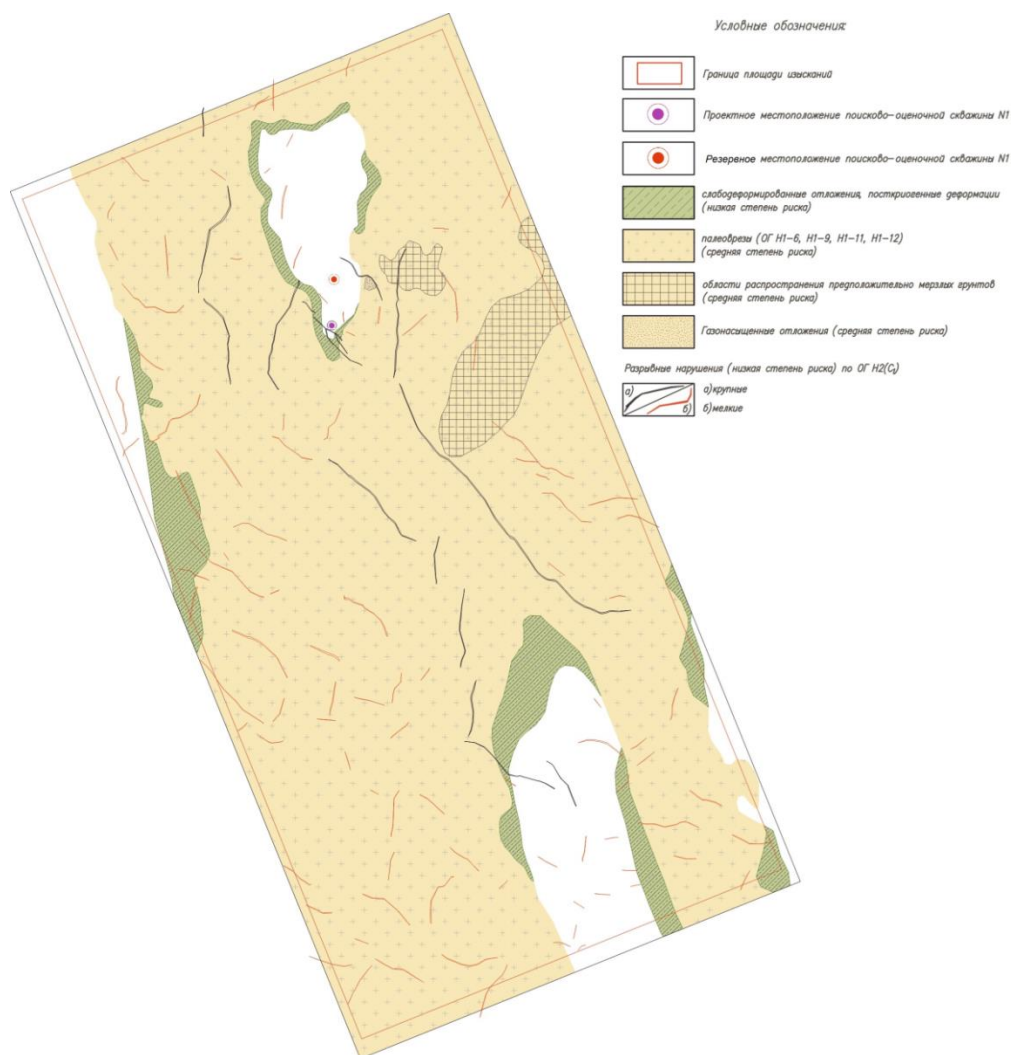 Условные обозначения:
Граница площади изысканий
Проектное местоположение поисково-оценочной скважины N1
Резервное местоположение поисково-оценочной скважины N1
слабодеформированные отложения, посткриогенные деформации
(низкая степень риска)
палеоврезы (ОГ Н1-6, Н1-9, Н1-11, Н1-12)
(средняя степень риска)
области распространения предположительно мерзлых грунтов
(средняя степень риска)
Газонасыщенные отложения (средняя степень риска)
Разрывные нарушения (низкая степень риска) по ОГ Н2(С₁)
а) а)крупные
б) б)мелкие